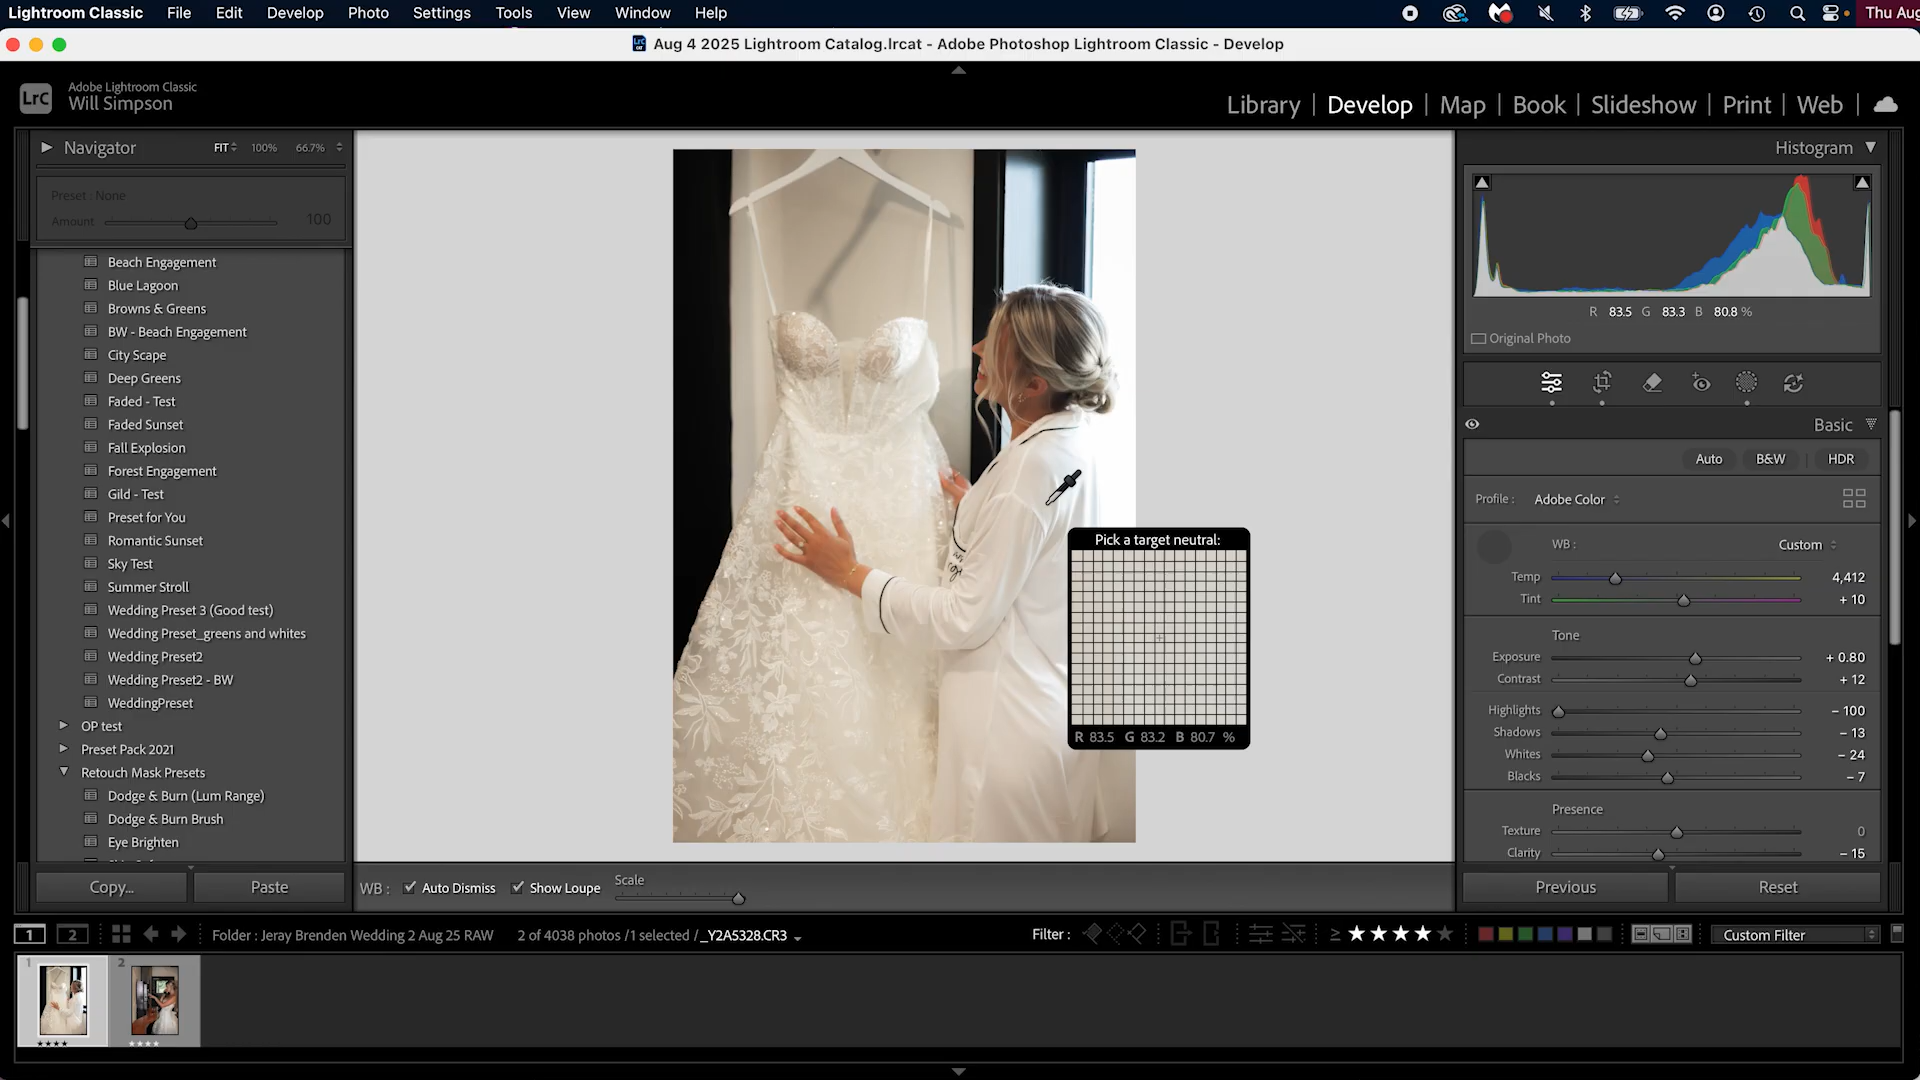 Lightroom Classic File Edit Develop Photo Settings Tools View Window Help Thu Aug
Aug 4 2025 Lightroom Catalog.lrcat - Adobe Photoshop Lightroom Classic - Develop
LrC Adobe Lightroom Classic
Will Simpson
Library | Develop | Map | Book | Slideshow | Print | Web
Navigator FIT 100% 66.7%
Preset : None
Amount 100
Beach Engagement
Blue Lagoon
Browns & Greens
BW - Beach Engagement
City Scape
Deep Greens
Faded - Test
Faded Sunset
Fall Explosion
Forest Engagement
Gild - Test
Preset for You
Romantic Sunset
Sky Test
Summer Stroll
Wedding Preset 3 (Good test)
Wedding Preset_greens and whites
Wedding Preset2
Wedding Preset2 - BW
WeddingPreset
OP test
Preset Pack 2021
Retouch Mask Presets
Dodge & Burn (Lum Range)
Dodge & Burn Brush
Eye Brighten
Copy... Paste
Pick a target neutral:
R 83.5 G 83.2 B 80.7 %
WB : Auto Dismiss Show Loupe Scale
Histogram
R 83.5 G 83.3 B 80.8 %
Original Photo
Basic
Auto B&W | HDR
Profile : Adobe Color
WB : Custom
Temp 4,412
Tint + 10
Tone
Exposure + 0.80
Contrast + 12
Highlights - 100
Shadows - 13
Whites - 24
Blacks - 7
Presence
Texture 0
Clarity - 15
Previous Reset
1 2 Folder : Jeray Brenden Wedding 2 Aug 25 RAW 2 of 4038 photos /1 selected /_Y2A5328.CR3 Filter : ≥ ★★★★★ Custom Filter
1 2
★★★★ ★★★★